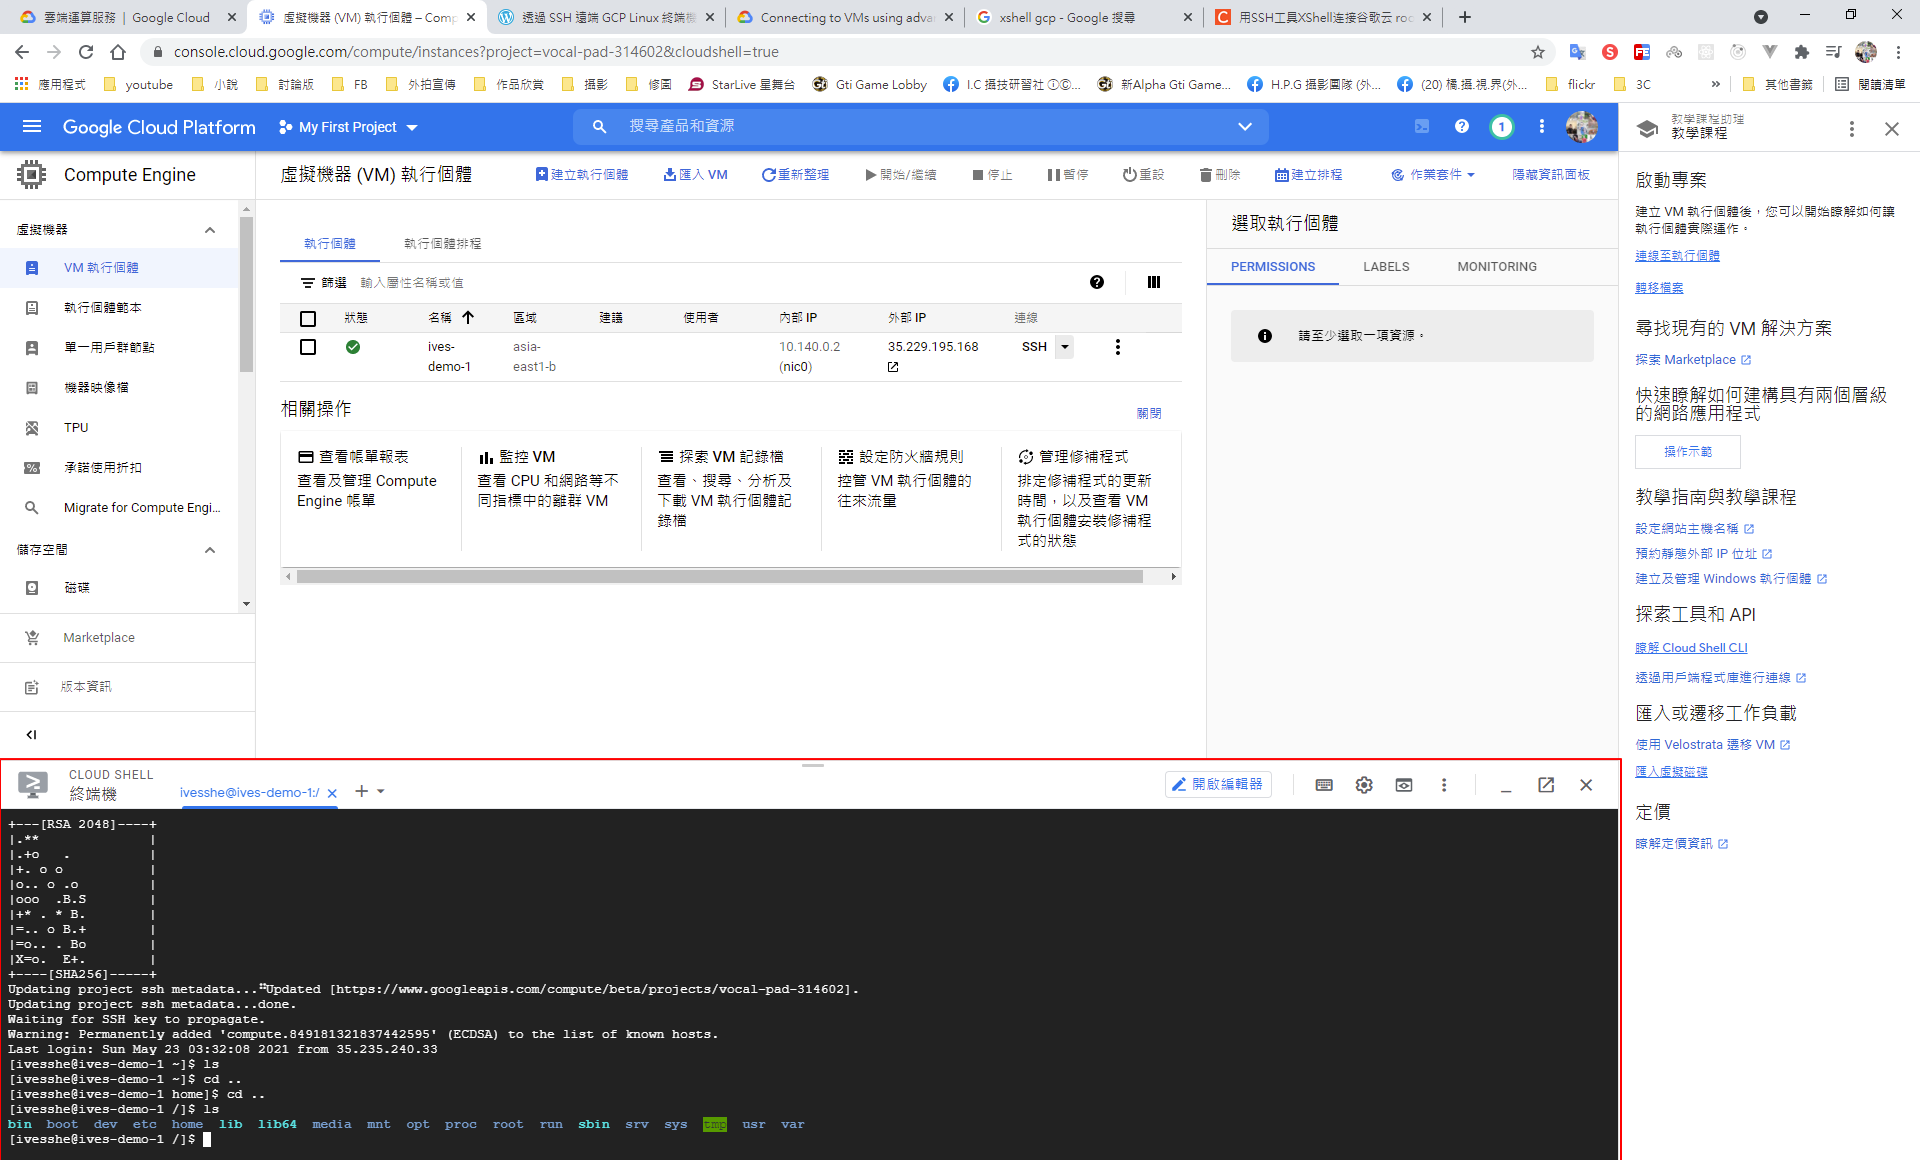 雲端運算服務 | Google Cloud
虛擬機器 (VM) 執行個體 – Comp
透過 SSH 遠端 GCP Linux 終端機
Connecting to VMs using adva
xshell gcp - Google 搜尋
用SSH工具XShell连接谷歌云 roo
console.cloud.google.com/compute/instances?project=vocal-pad-314602&cloudshell=true
應用程式
youtube
小說
討論版
FB
外拍宣傳
作品欣賞
攝影
修圖
StarLive 星舞台
Gti Game Lobby
I.C 攝技研習社 ①©...
新Alpha Gti Game...
H.P.G 攝影團隊 (外...
(20) 橘.攝.視.界(外...
flickr
3C
»
其他書籤
閱讀清單
Google Cloud Platform
My First Project
搜尋產品和資源
1
教學課程助理
教學課程
Compute Engine
虛擬機器 (VM) 執行個體
建立執行個體
匯入 VM
重新整理
開始/繼續
停止
暫停
重設
刪除
建立排程
作業套件
隱藏資訊面板
虛擬機器
VM 執行個體
執行個體範本
單一用戶群節點
機器映像檔
TPU
承諾使用折扣
Migrate for Compute Engi...
儲存空間
磁碟
Marketplace
版本資訊
執行個體
執行個體排程
篩選
輸入屬性名稱或值
狀態
名稱
區域
建議
使用者
內部 IP
外部 IP
連線
ives-
demo-1
asia-
east1-b
10.140.0.2
(nic0)
35.229.195.168
SSH
相關操作
關閉
查看帳單報表
查看及管理 Compute
Engine 帳單
監控 VM
查看 CPU 和網路等不
同指標中的離群 VM
探索 VM 記錄檔
查看、搜尋、分析及
下載 VM 執行個體記
錄檔
設定防火牆規則
控管 VM 執行個體的
往來流量
管理修補程式
排定修補程式的更新
時間，以及查看 VM
執行個體安裝修補程
式的狀態
選取執行個體
PERMISSIONS
LABELS
MONITORING
請至少選取一項資源。
啟動專案
建立 VM 執行個體後，您可以開始瞭解如何讓
執行個體實際運作。
連線至執行個體
轉移檔案
尋找現有的 VM 解決方案
探索 Marketplace
快速瞭解如何建構具有兩個層級
的網路應用程式
操作示範
教學指南與教學課程
設定網站主機名稱
預約靜態外部 IP 位址
建立及管理 Windows 執行個體
探索工具和 API
瞭解 Cloud Shell CLI
透過用戶端程式庫進行連線
匯入或遷移工作負載
使用 Velostrata 遷移 VM
匯入虛擬磁碟
定價
瞭解定價資訊
CLOUD SHELL
終端機
ivesshe@ives-demo-1:/
開啟編輯器
+---[RSA 2048]----+
|.**              |
|.+o   .          |
|+. o o           |
|o.. o .o         |
|ooo  .B.S        |
|+* . * B.        |
|=.. o B.+        |
|=o.. . Bo        |
|X=o.  E+.        |
+----[SHA256]-----+
Updating project ssh metadata...⠛Updated [https://www.googleapis.com/compute/beta/projects/vocal-pad-314602].
Updating project ssh metadata...done.
Waiting for SSH key to propagate.
Warning: Permanently added 'compute.849181321837442595' (ECDSA) to the list of known hosts.
Last login: Sun May 23 03:32:08 2021 from 35.235.240.33
[ivesshe@ives-demo-1 ~]$ ls
[ivesshe@ives-demo-1 ~]$ cd ..
[ivesshe@ives-demo-1 home]$ cd ..
[ivesshe@ives-demo-1 /]$ ls
bin  boot  dev  etc  home  lib  lib64  media  mnt  opt  proc  root  run  sbin  srv  sys  tmp  usr  var
[ivesshe@ives-demo-1 /]$